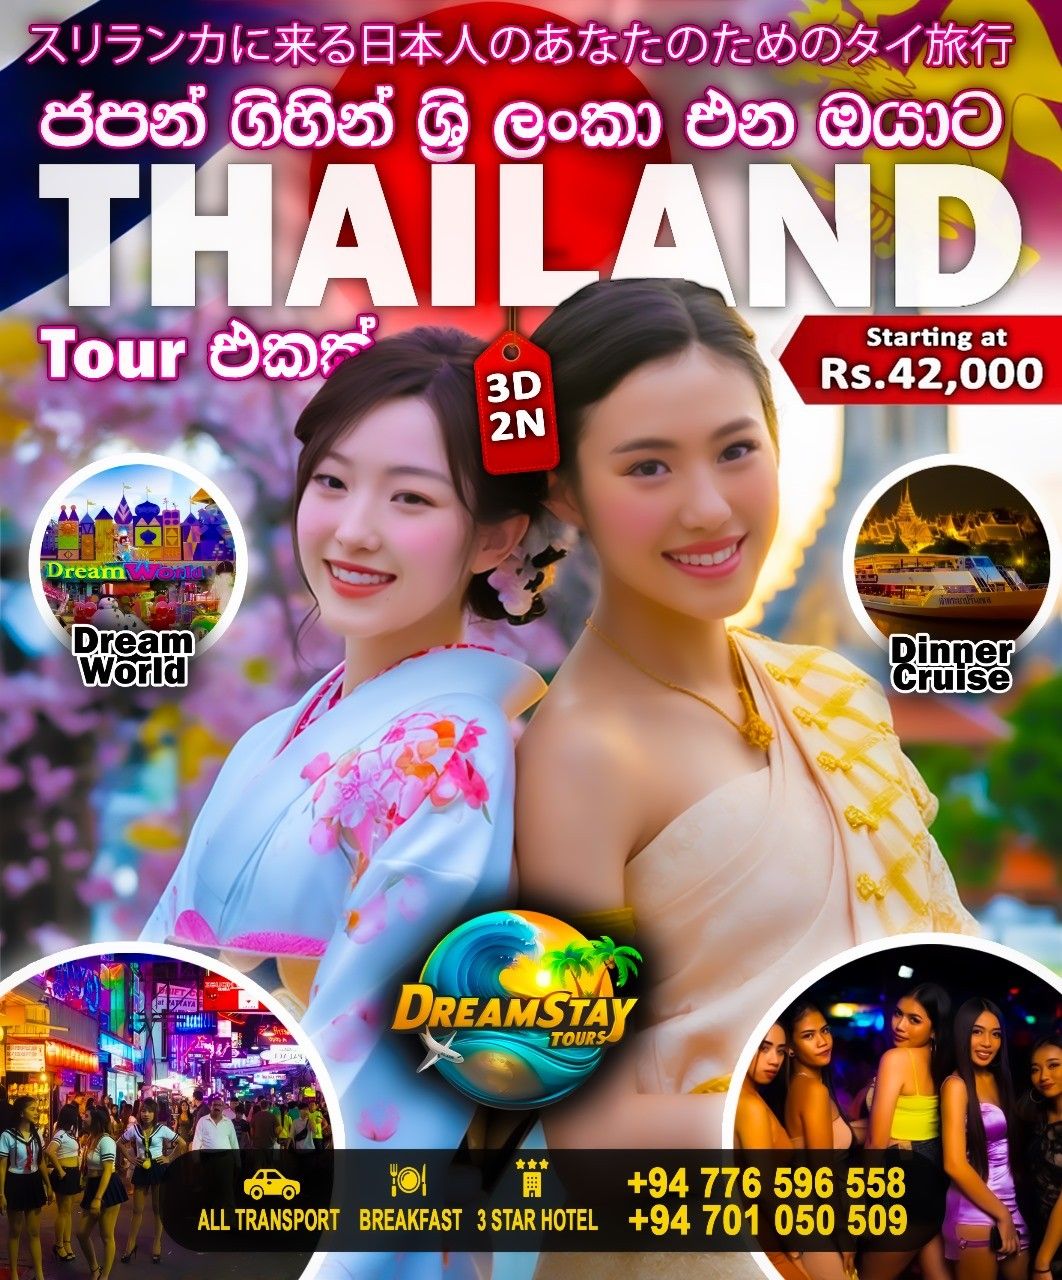 スリランカに来る日本人のあなたのためのタイ旅行
ජපන් ගිහින් ශ්‍රි ලංකා එන ඔයාට
THAILAND
Tour එකක්
Starting at
Rs.42,000
3D
2N
DreamWorld
Dream
World
Dinner
Cruise
DREAMSTAY
TOURS
ALL TRANSPORT
BREAKFAST
3 STAR HOTEL
+94 776 596 558
+94 701 050 509